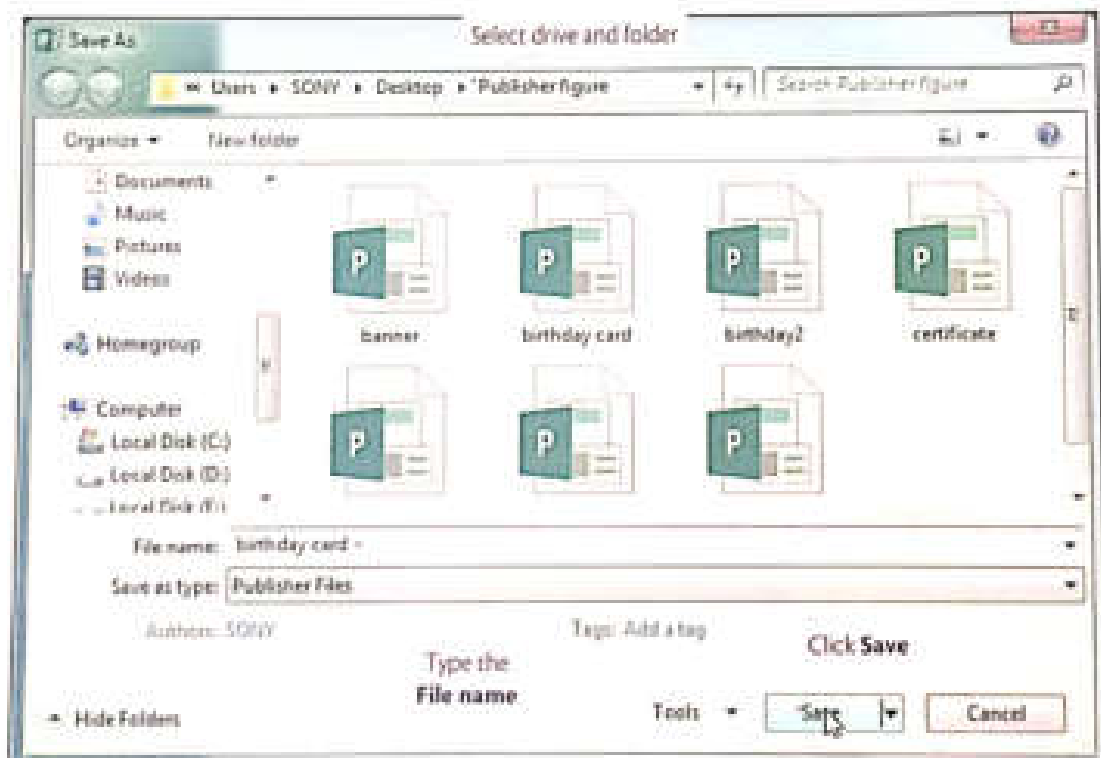 Save As
Select drive and folder
Users ▸ SONY ▸ Desktop ▸ Publisher figure
Search Publisher figure
Organize
New folder
Documents
Music
Pictures
Videos
Homegroup
Computer
Local Disk (C:)
Local Disk (D:)
Local Disk
banner
birthday card
birthday2
certificate
File name: birthday card
Save as type: Publisher Files
Authors: SONY
Tags: Add a tag
Type the
File name
Click Save
Hide Folders
Tools
Save
Cancel